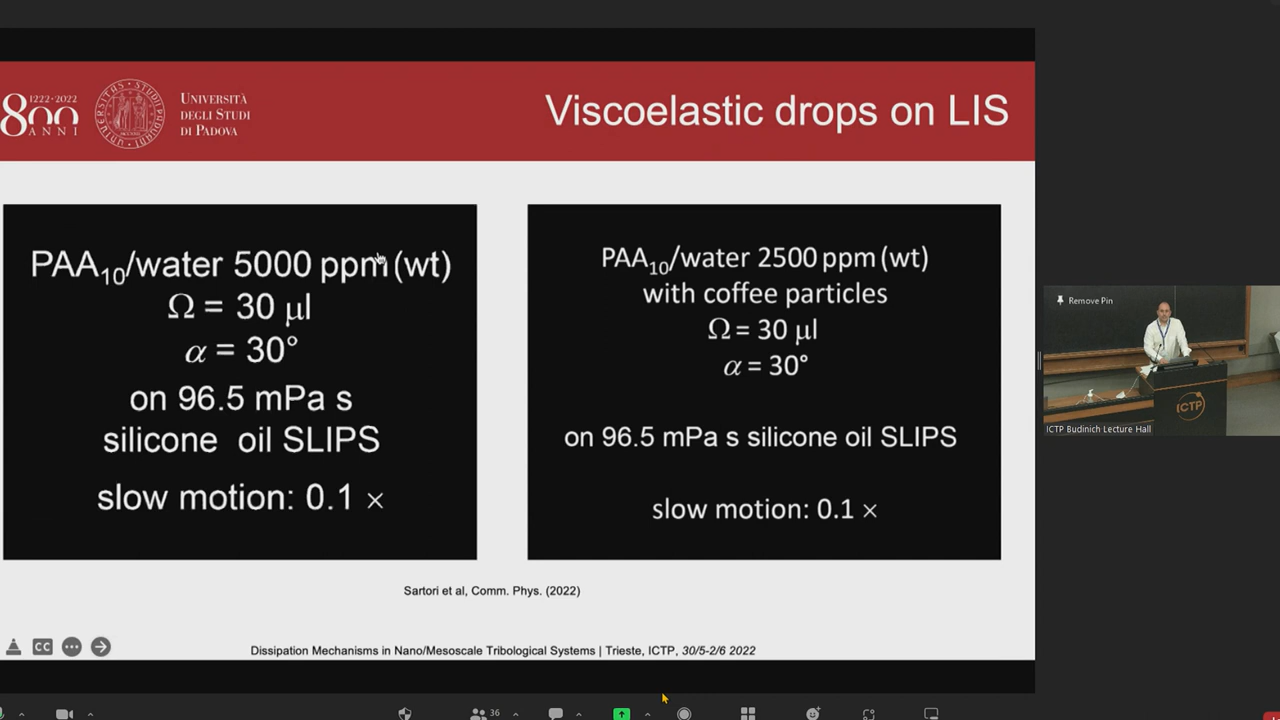 1222·2022
800
ANNI
UNIVERSITÀ
DEGLI STUDI
DI PADOVA
Viscoelastic drops on LIS
PAA10/water 5000 ppm (wt)
Ω = 30 μl
α = 30°
on 96.5 mPa s
silicone oil SLIPS
slow motion: 0.1 ×
PAA10/water 2500 ppm (wt)
with coffee particles
Ω = 30 μl
α = 30°
on 96.5 mPa s silicone oil SLIPS
slow motion: 0.1 ×
Sartori et al, Comm. Phys. (2022)
CC
Dissipation Mechanisms in Nano/Mesoscale Tribological Systems | Trieste, ICTP, 30/5-2/6 2022
Remove Pin
ICTP
ICTP Budinich Lecture Hall
36